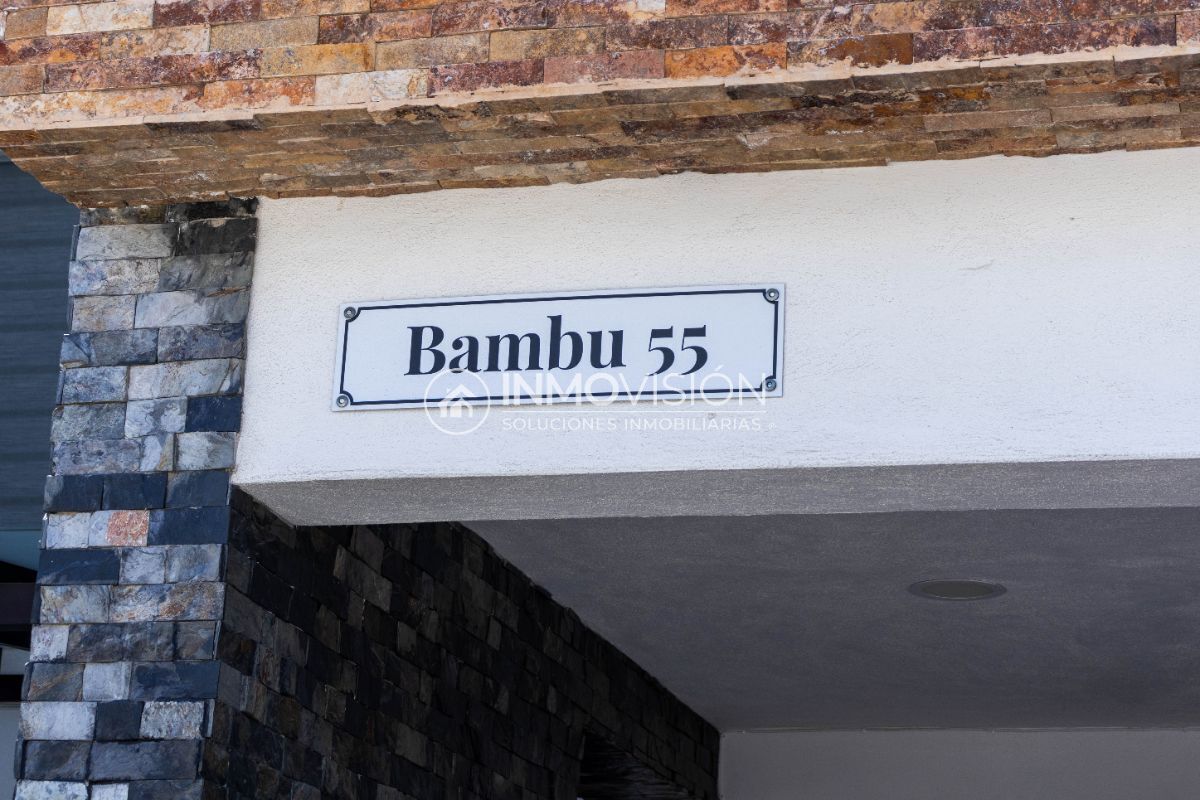 Bambu 55
INMOVISIÓN
SOLUCIONES INMOBILIARIAS